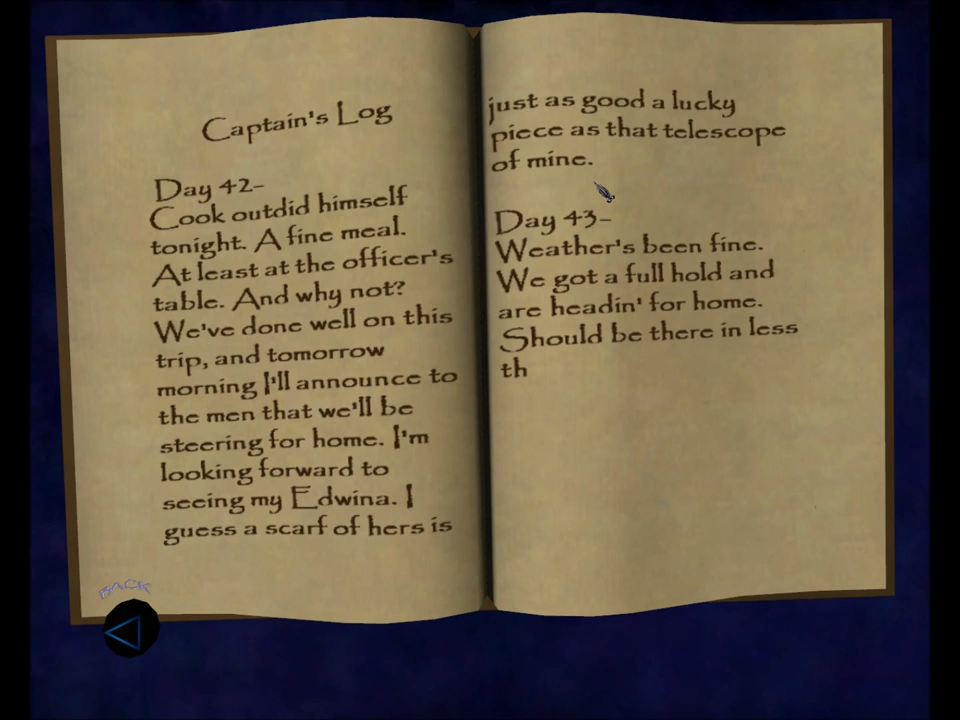 Captain's Log
Day 42-
Cook outdid himself
tonight. A fine meal.
At least at the officer's
table. And why not?
We've done well on this
trip, and tomorrow
morning I'll announce to
the men that we'll be
steering for home. I'm
looking forward to
seeing my Edwina. I
guess a scarf of hers is
just as good a lucky
piece as that telescope
of mine.
Day 43-
Weather's been fine.
We got a full hold and
are headin' for home.
Should be there in less
th
BACK